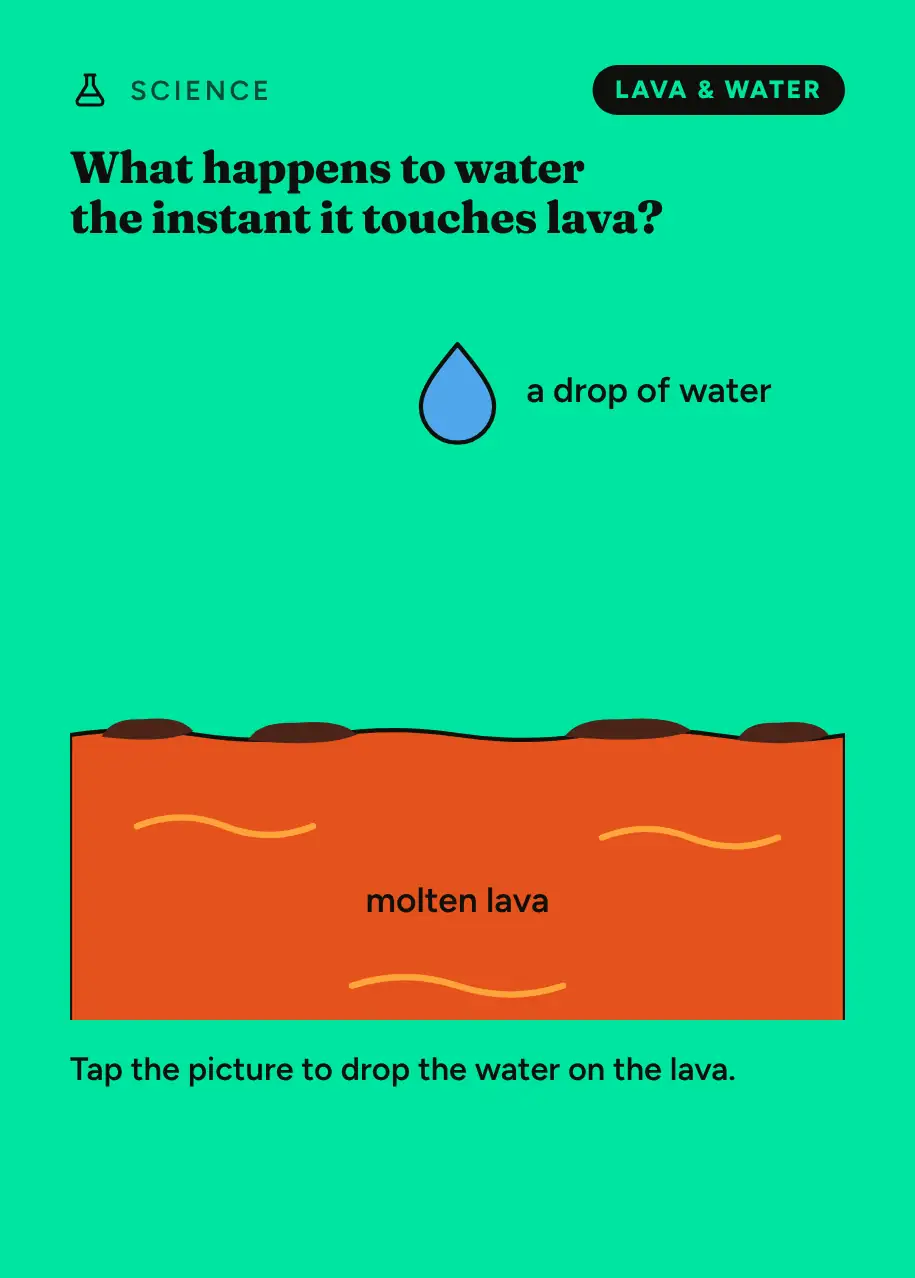 SCIENCE
LAVA & WATER
What happens to water
the instant it touches lava?
a drop of water
molten lava
Tap the picture to drop the water on the lava.